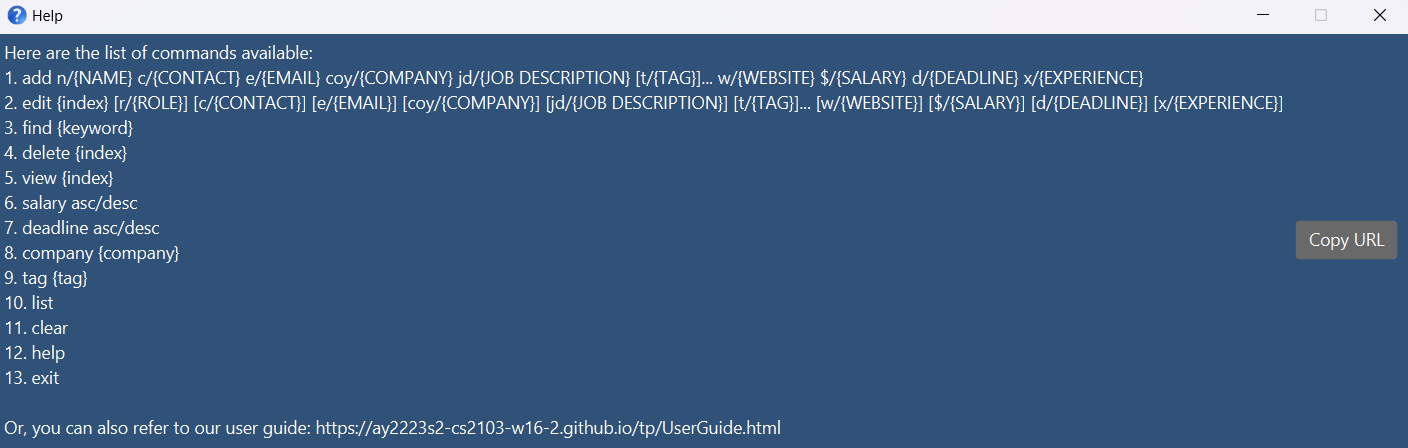 Help
Here are the list of commands available:
1. add n/{NAME} c/{CONTACT} e/{EMAIL} coy/{COMPANY} jd/{JOB DESCRIPTION} [t/{TAG}]... w/{WEBSITE} $/{SALARY} d/{DEADLINE} x/{EXPERIENCE}
2. edit {index} [r/{ROLE}] [c/{CONTACT}] [e/{EMAIL}] [coy/{COMPANY}] [jd/{JOB DESCRIPTION}] [t/{TAG}]... [w/{WEBSITE}] [$/{SALARY}] [d/{DEADLINE}] [x/{EXPERIENCE}]
3. find {keyword}
4. delete {index}
5. view {index}
6. salary asc/desc
7. deadline asc/desc
8. company {company}
9. tag {tag}
10. list
11. clear
12. help
13. exit
Or, you can also refer to our user guide: https://ay2223s2-cs2103-w16-2.github.io/tp/UserGuide.html
Copy URL